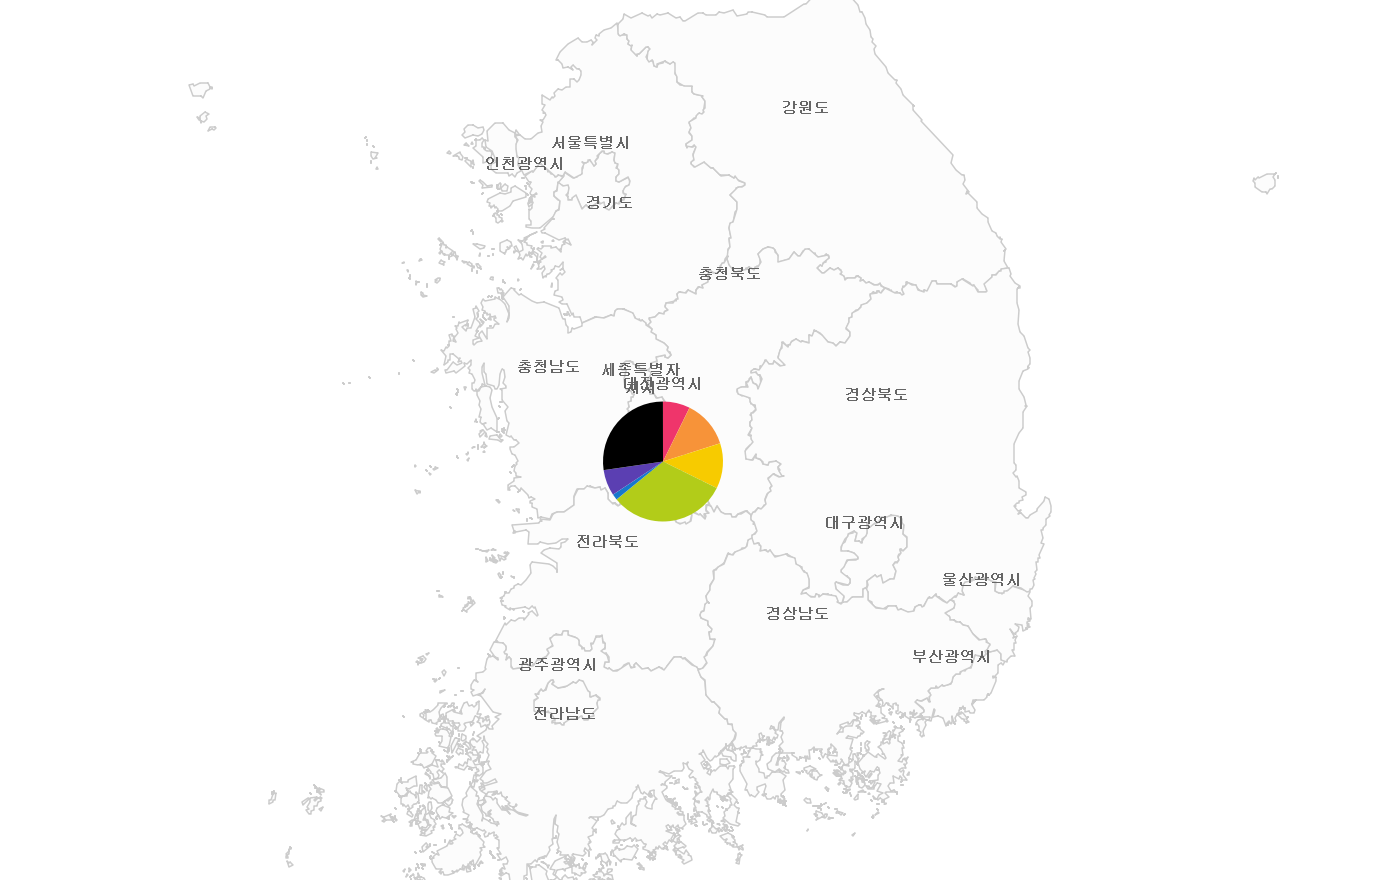 강원도
서울특별시
인천광역시
경기도
충청북도
충청남도
세종특별자
치시
대전광역시
경상북도
대구광역시
전라북도
울산광역시
경상남도
부산광역시
광주광역시
전라남도